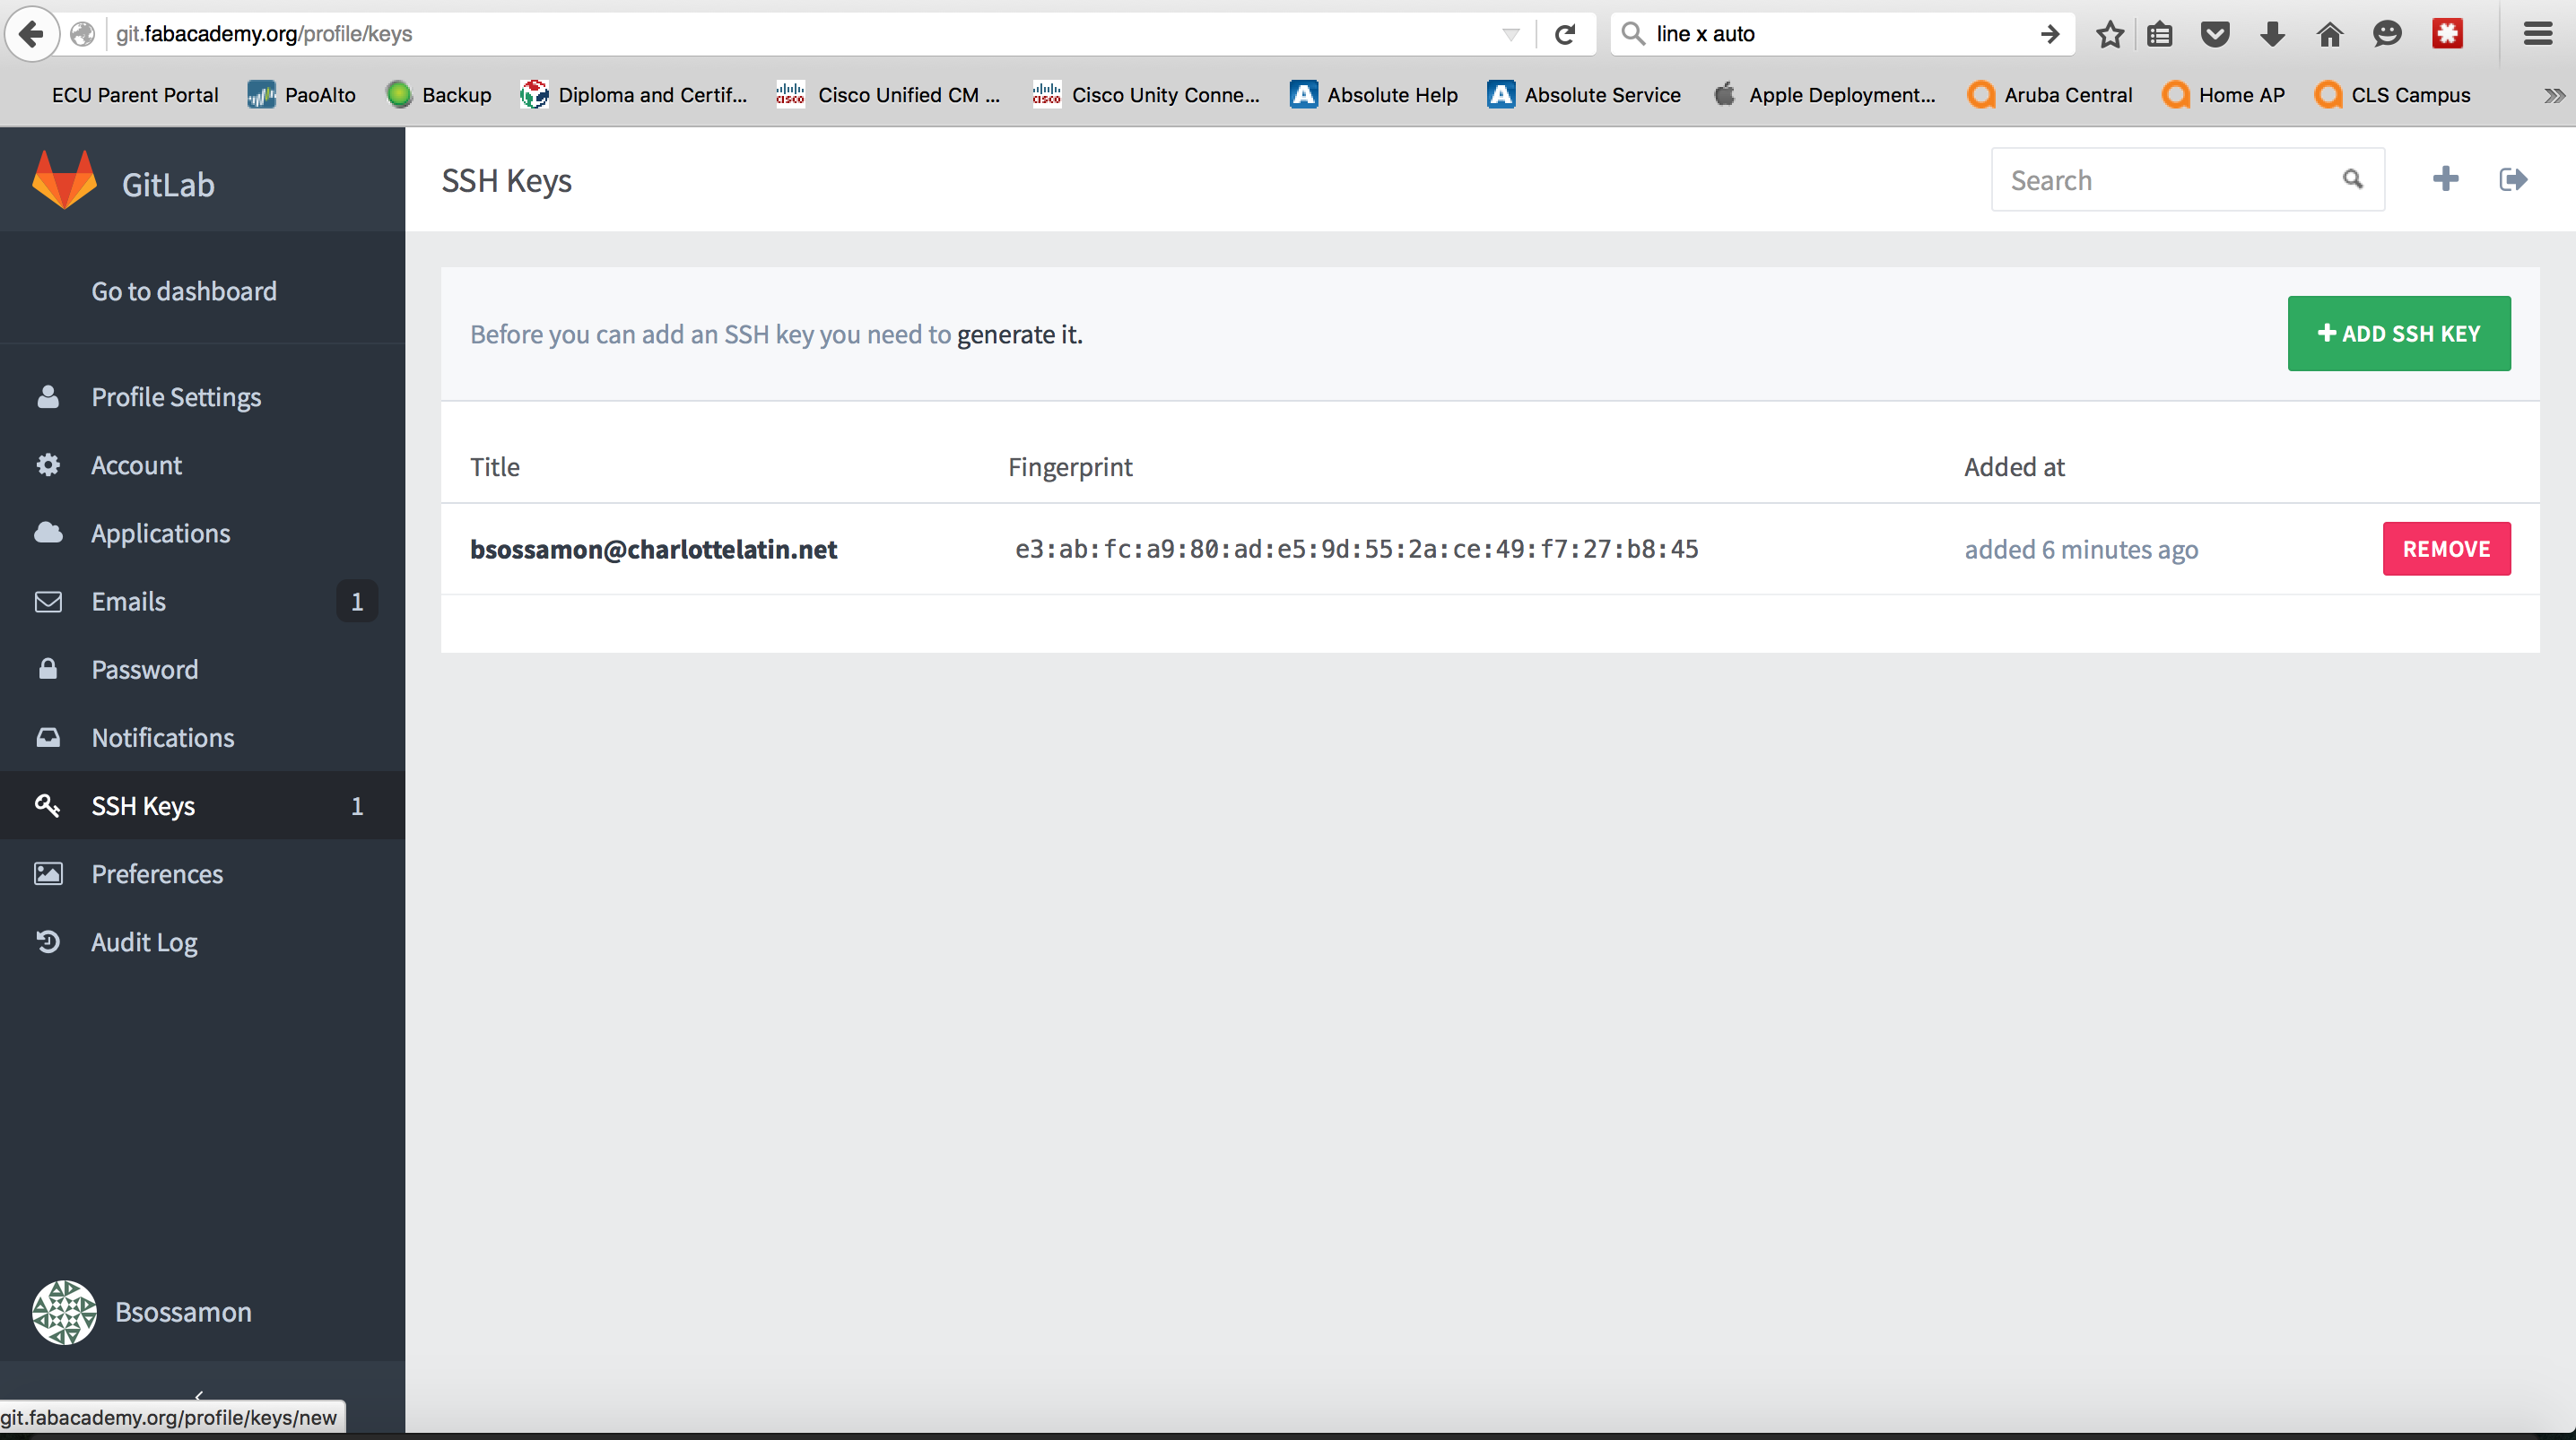 git.fabacademy.org/profile/keys
line x auto
ECU Parent Portal
PaoAlto
Backup
Diploma and Certif...
Cisco Unified CM ...
Cisco Unity Conne...
Absolute Help
Absolute Service
Apple Deployment...
Aruba Central
Home AP
CLS Campus
GitLab
SSH Keys
Search
Go to dashboard
Before you can add an SSH key you need to generate it.
ADD SSH KEY
Profile Settings
Account
Applications
Emails 1
Password
Notifications
SSH Keys 1
Preferences
Audit Log
Title Fingerprint Added at
bsossamon@charlottelatin.net e3:ab:fc:a9:80:ad:e5:9d:55:2a:ce:49:f7:27:b8:45 added 6 minutes ago REMOVE
Bsossamon
git.fabacademy.org/profile/keys/new